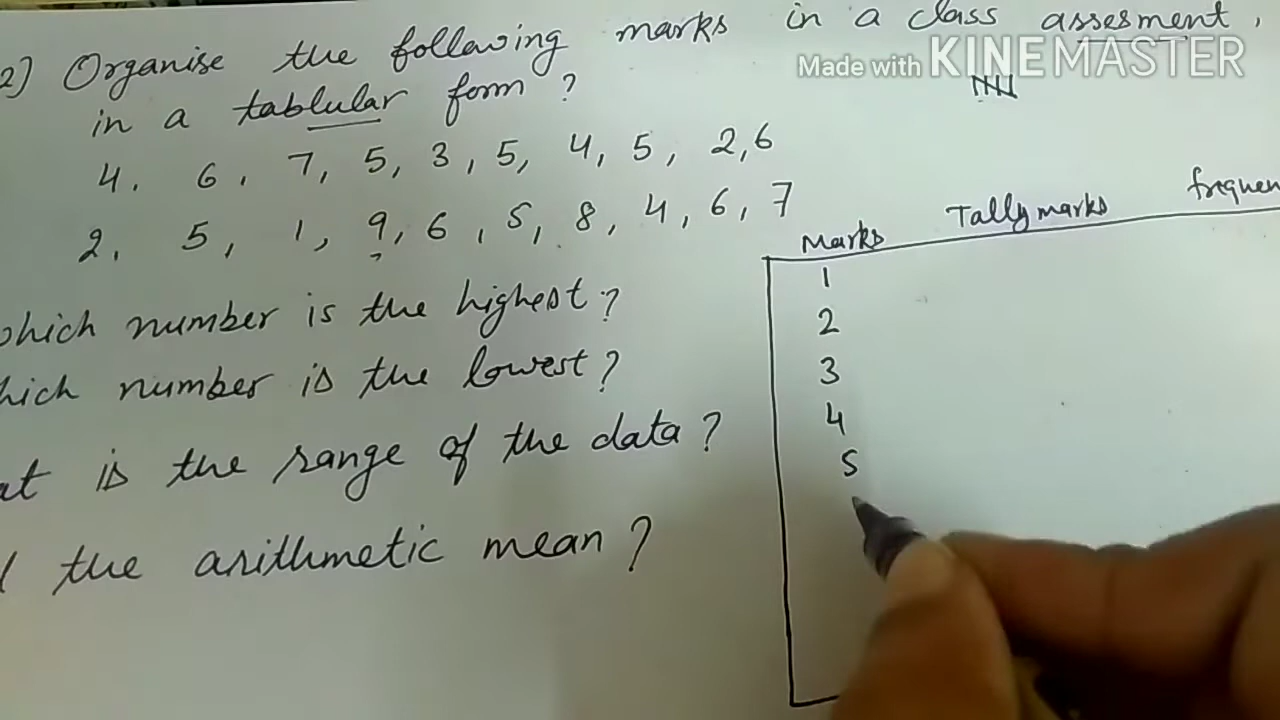 2) Organise the following marks in a class assesment,
in a tablular form?
4, 6, 7, 5, 3, 5, 4, 5, 2, 6
2, 5, 1, 9, 6, 5, 8, 4, 6, 7
which number is the highest?
hich number is the lowest?
at is the range of the data?
the arithmetic mean?
Made with KINEMASTER
Marks Tally marks frequen
1
2
3
4
5